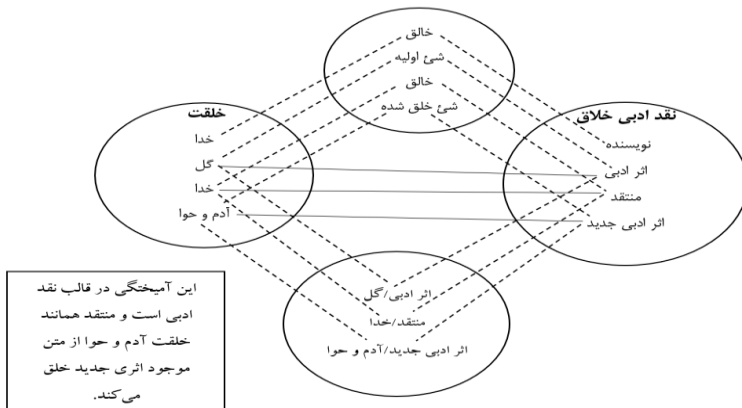 خالق
شئ اولیه
خالق
شئ خلق شده
نقد ادبی خلاق
نویسنده
اثر ادبی
منتقد
اثر ادبی جدید
خلقت
خدا
گل
خدا
آدم و حوا
اثر ادبی/گل
منتقد/خدا
اثر ادبی جدید/آدم و حوا
این آمیختگی در قالب نقد
ادبی است و منتقد همانند
خلقت آدم و حوا از متن
موجود اثری جدید خلق
می‌کند.